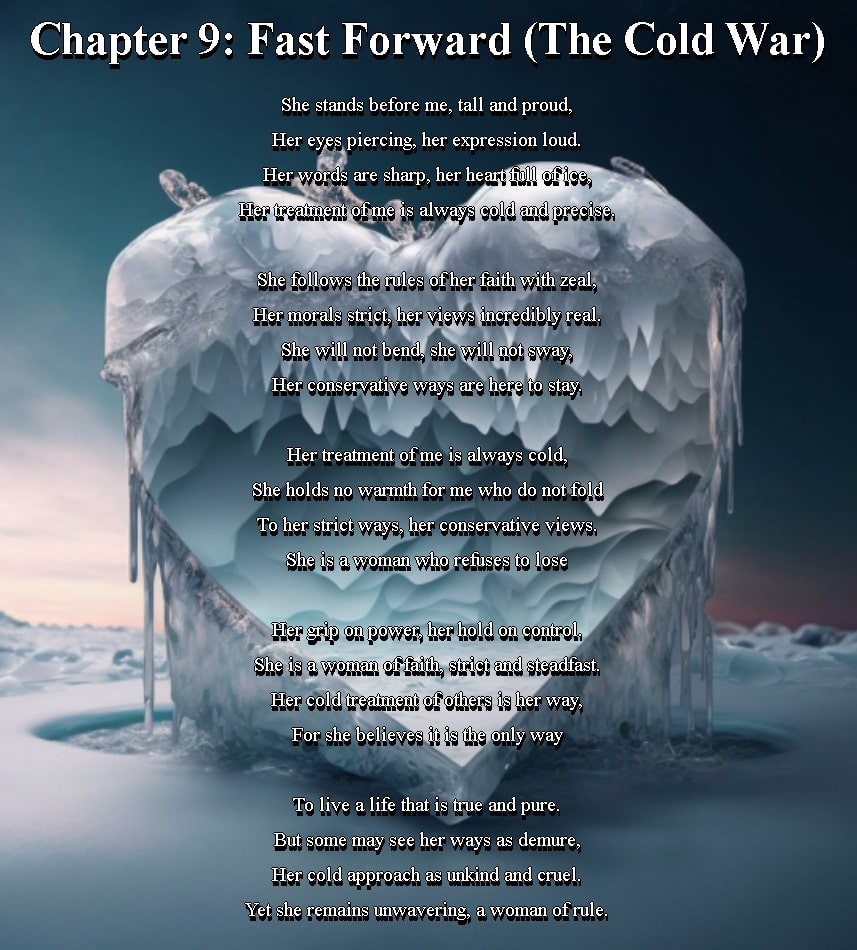 Chapter 9: Fast Forward (The Cold War)
She stands before me, tall and proud,
Her eyes piercing, her expression loud.
Her words are sharp, her heart full of ice,
Her treatment of me is always cold and precise.
She follows the rules of her faith with zeal,
Her morals strict, her views incredibly real.
She will not bend, she will not sway,
Her conservative ways are here to stay.
Her treatment of me is always cold,
She holds no warmth for me who do not fold
To her strict ways, her conservative views.
She is a woman who refuses to lose
Her grip on power, her hold on control.
She is a woman of faith, strict and steadfast.
Her cold treatment of others is her way,
For she believes it is the only way
To live a life that is true and pure.
But some may see her ways as demure,
Her cold approach as unkind and cruel.
Yet she remains unwavering, a woman of rule.